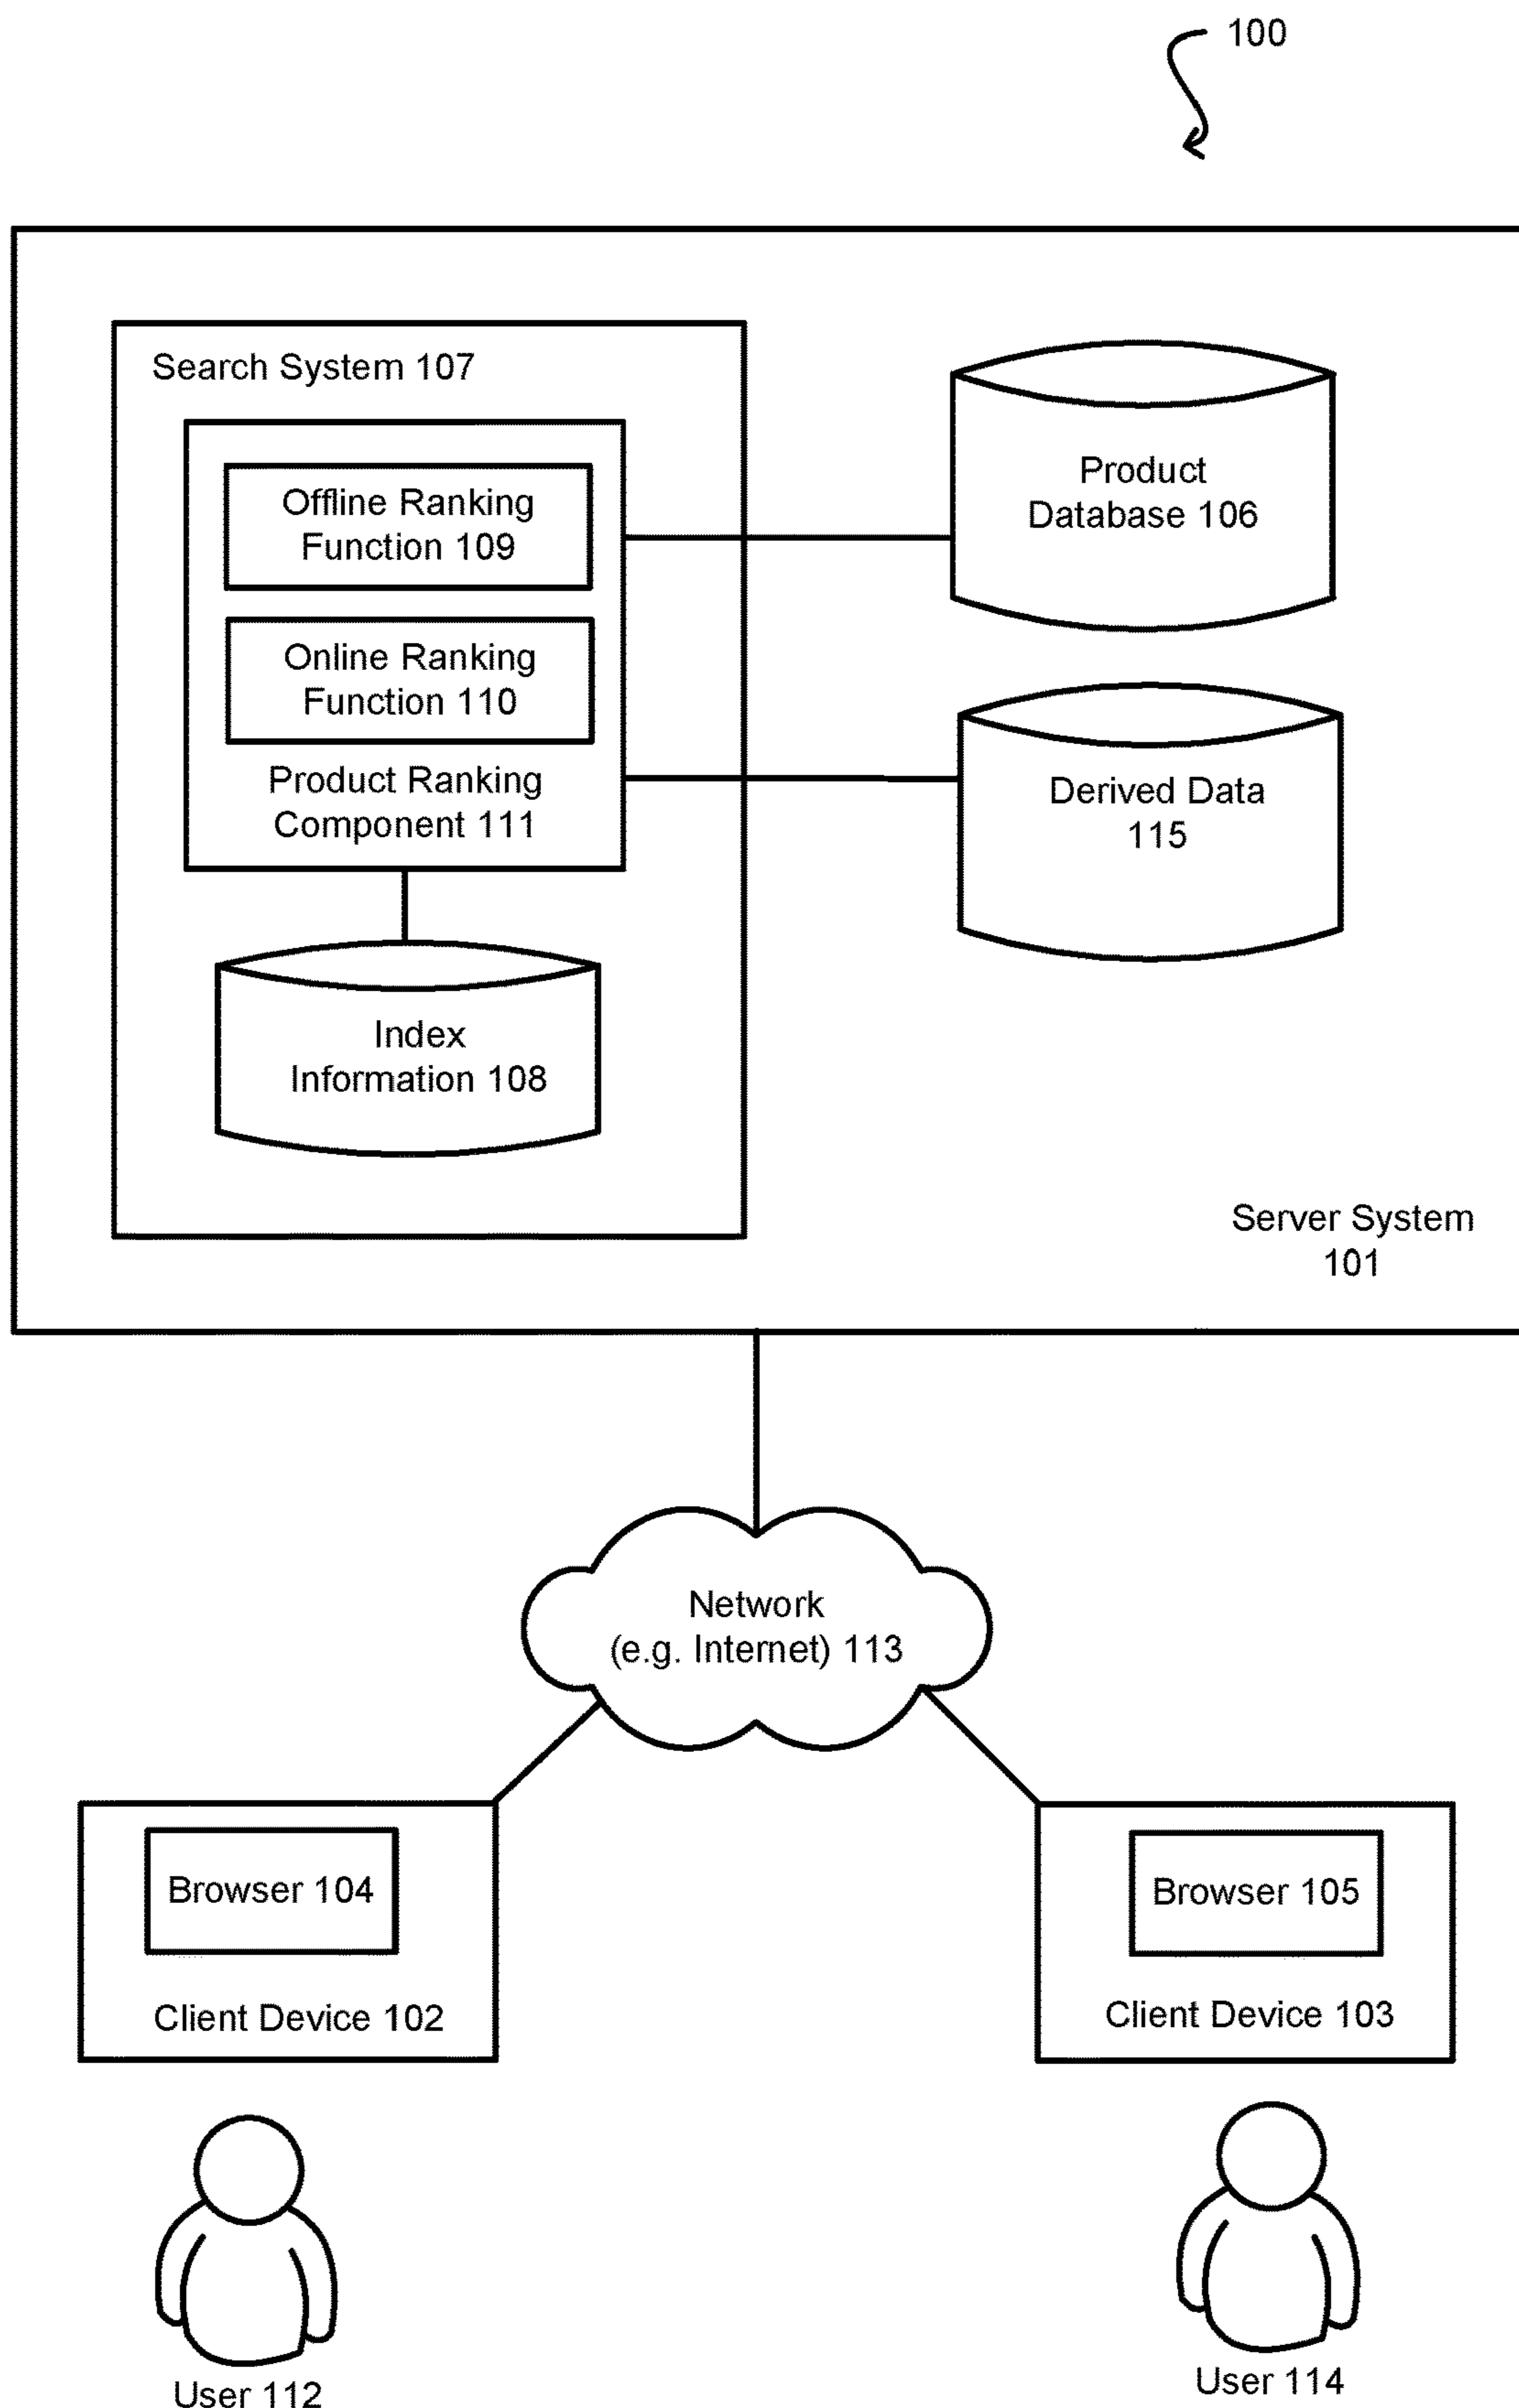 100
Search System 107
Offline Ranking
Function 109
Online Ranking
Function 110
Product Ranking
Component 111
Index
Information 108
Product
Database 106
Derived Data
115
Server System
101
Network
(e.g. Internet) 113
Browser 104
Client Device 102
Browser 105
Client Device 103
User 112
User 114